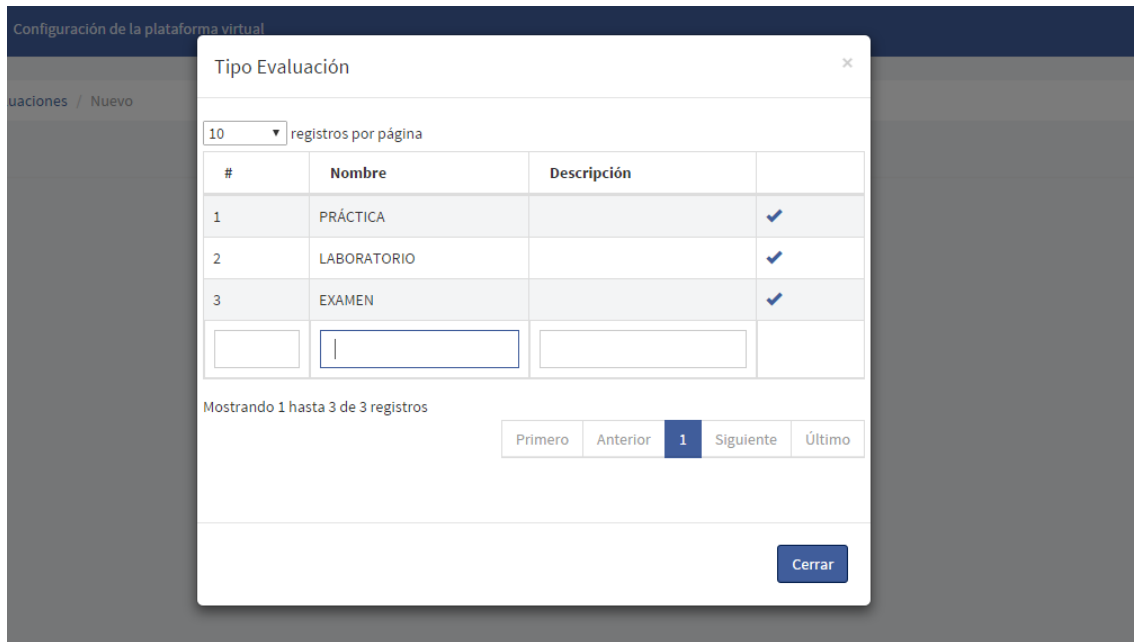 Configuración de la plataforma virtual
uaciones / Nuevo
Tipo Evaluación ×
10 registros por página
# Nombre Descripción
1 PRÁCTICA
2 LABORATORIO
3 EXAMEN
Mostrando 1 hasta 3 de 3 registros
Primero Anterior 1 Siguiente Último
Cerrar